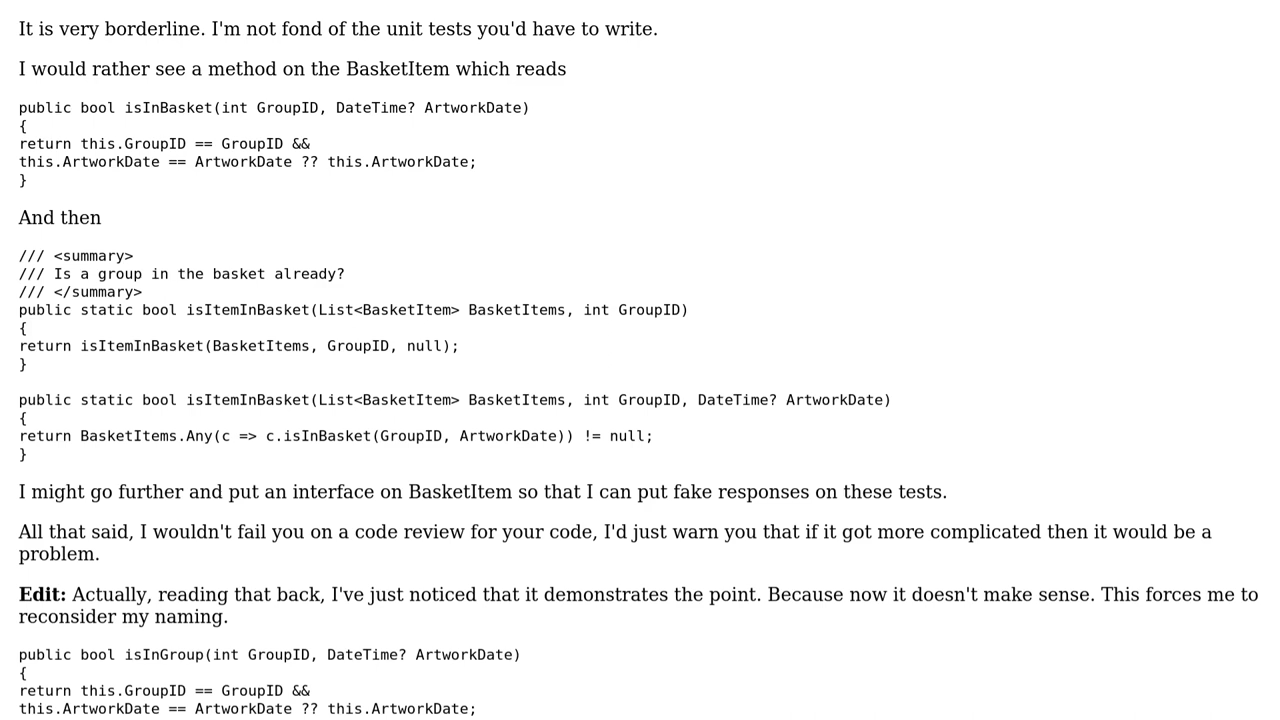 It is very borderline. I'm not fond of the unit tests you'd have to write.
I would rather see a method on the BasketItem which reads
public bool isInBasket(int GroupID, DateTime? ArtworkDate)
{
return this.GroupID == GroupID &&
this.ArtworkDate == ArtworkDate ?? this.ArtworkDate;
}
And then
/// <summary>
/// Is a group in the basket already?
/// </summary>
public static bool isItemInBasket(List<BasketItem> BasketItems, int GroupID)
{
return isItemInBasket(BasketItems, GroupID, null);
}
public static bool isItemInBasket(List<BasketItem> BasketItems, int GroupID, DateTime? ArtworkDate)
{
return BasketItems.Any(c => c.isInBasket(GroupID, ArtworkDate)) != null;
}
I might go further and put an interface on BasketItem so that I can put fake responses on these tests.
All that said, I wouldn't fail you on a code review for your code, I'd just warn you that if it got more complicated then it would be a
problem.
Edit: Actually, reading that back, I've just noticed that it demonstrates the point. Because now it doesn't make sense. This forces me to
reconsider my naming.
public bool isInGroup(int GroupID, DateTime? ArtworkDate)
{
return this.GroupID == GroupID &&
this.ArtworkDate == ArtworkDate ?? this.ArtworkDate;